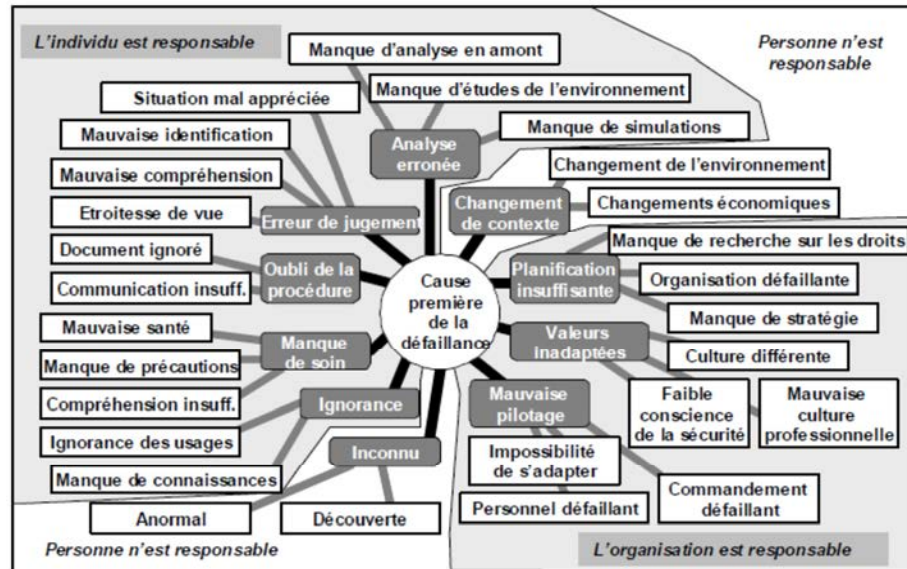 L'individu est responsable
Manque d'analyse en amont
Personne n'est
responsable
Situation mal appréciée
Manque d'études de l'environnement
Mauvaise identification
Analyse
erronée
Manque de simulations
Mauvaise compréhension
Changement de l'environnement
Etroitesse de vue
Erreur de jugement
Changement
de contexte
Changements économiques
Document ignoré
Oubli de la
procédure
Manque de recherche sur les droits
Communication insuff.
Cause
première
de la
défaillance
Planification
insuffisante
Organisation défaillante
Mauvaise santé
Manque
de soin
Manque de stratégie
Manque de précautions
Valeurs
Inadaptées
Culture différente
Compréhension insuff.
Ignorance
Mauvaise
pilotage
Faible
conscience
de la sécurité
Mauvaise
culture
professionnelle
Ignorance des usages
Inconnu
Impossibilité
de s'adapter
Manque de connaissances
Commandement
défaillant
Anormal
Découverte
Personnel défaillant
Personne n'est responsable
L'organisation est responsable